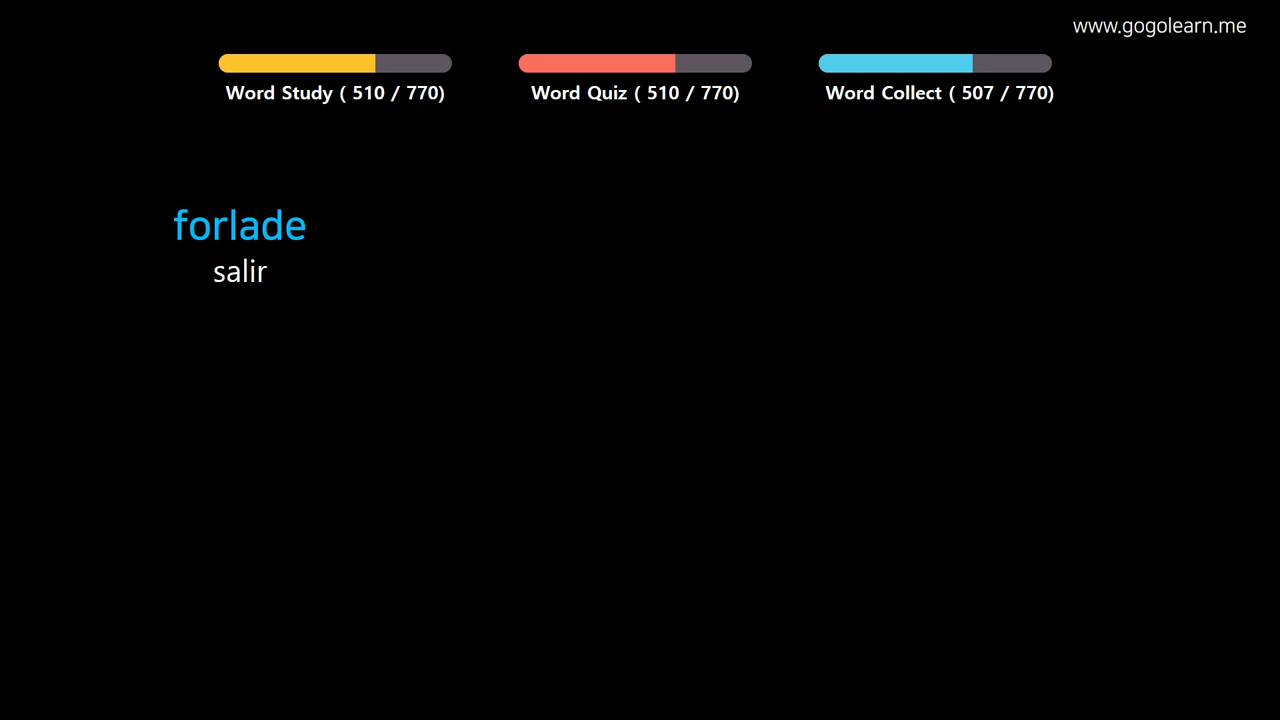 www.gogolearn.me
Word Study ( 510 / 770)
Word Quiz ( 510 / 770)
Word Collect ( 507 / 770)
forlade
salir